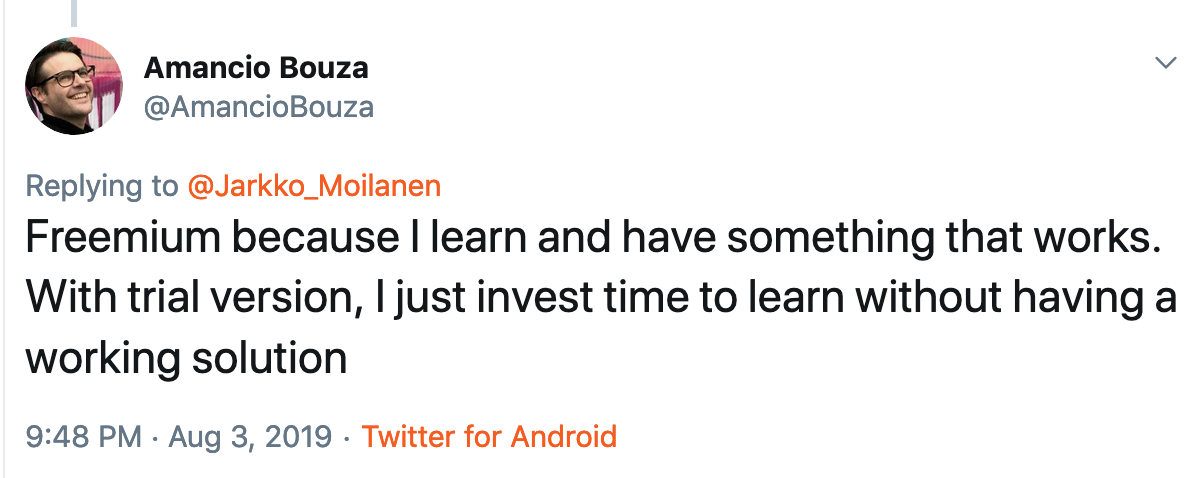 Amancio Bouza
@AmancioBouza
Replying to @Jarkko_Moilanen
Freemium because I learn and have something that works.
With trial version, I just invest time to learn without having a
working solution
9:48 PM · Aug 3, 2019 · Twitter for Android